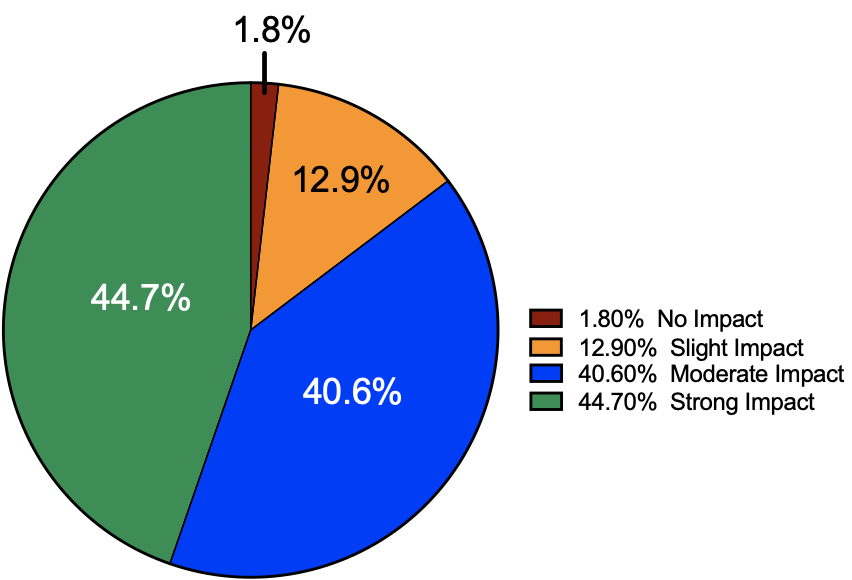 1.8%
12.9%
44.7%
40.6%
1.80% No Impact
12.90% Slight Impact
40.60% Moderate Impact
44.70% Strong Impact